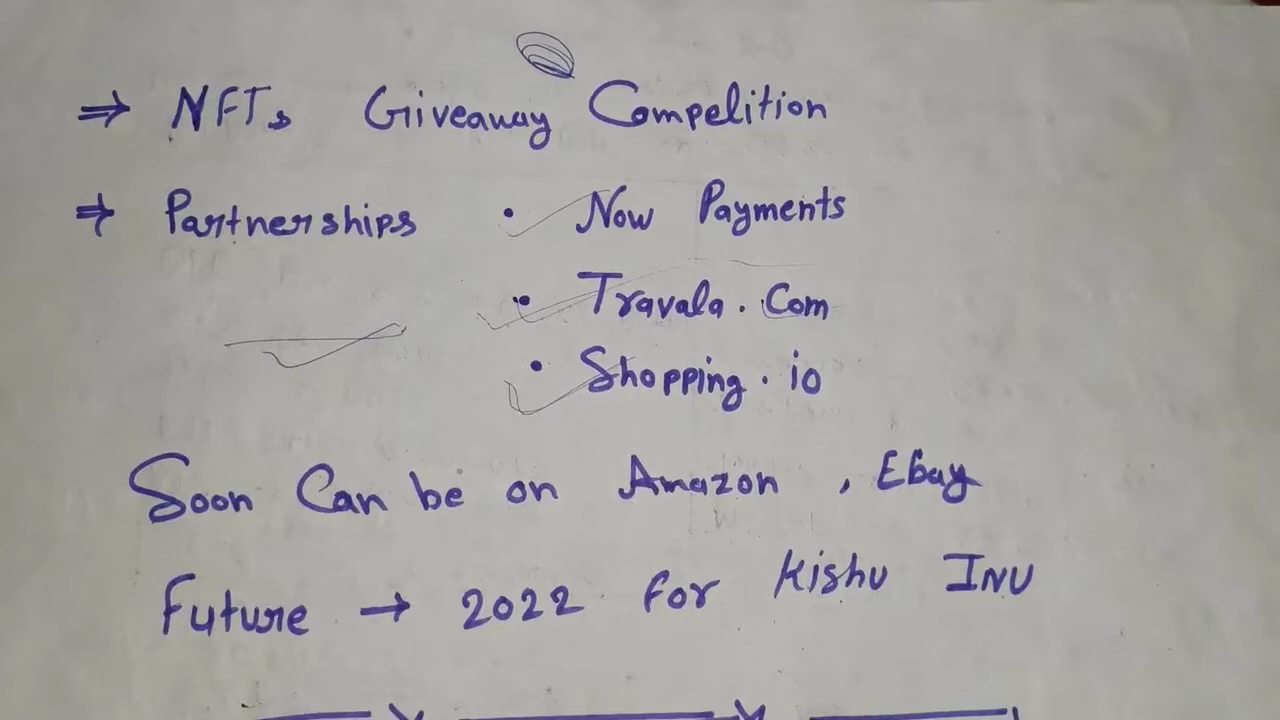 ⇒ NFTs Giveaway Compelition
⇒ Partnerships • Now Payments
• Travala.Com
• Shopping.io
Soon Can be on Amazon, Ebay
Future → 2022 For Kishu INU